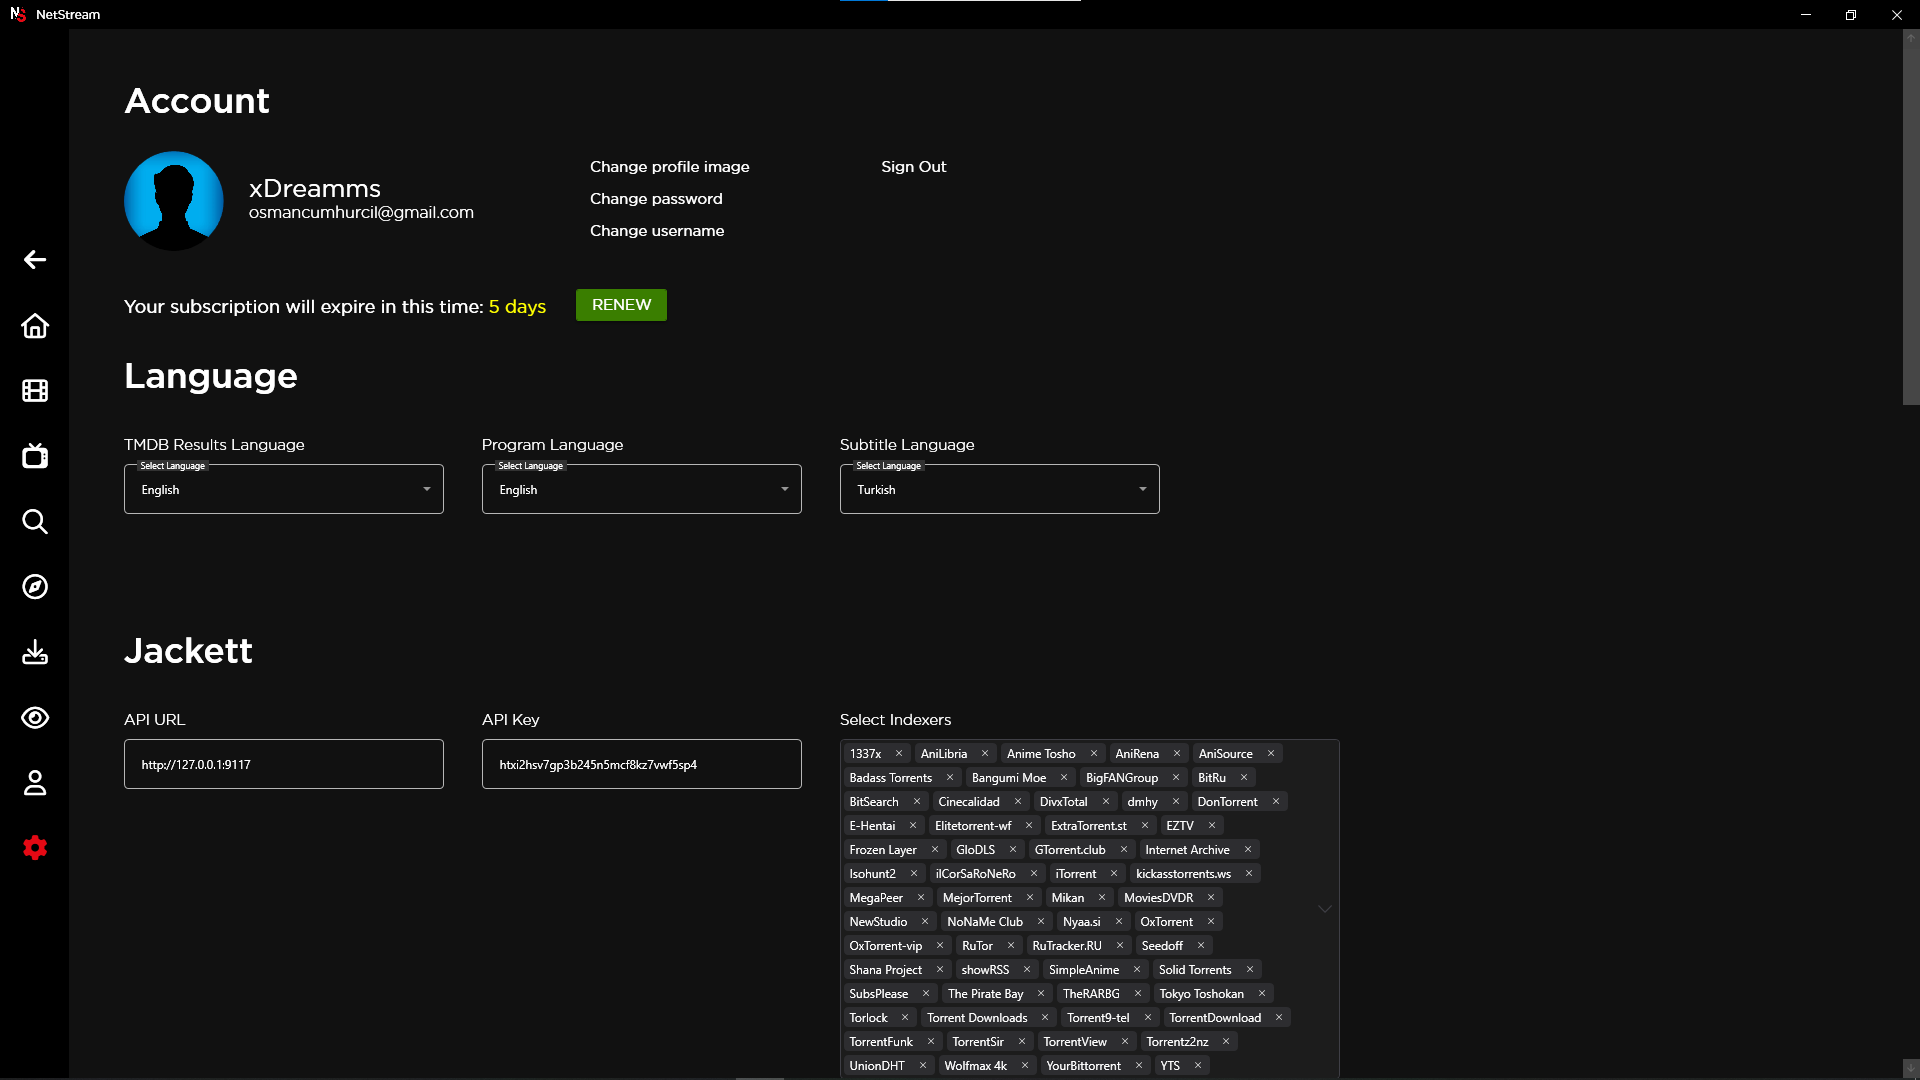 NetStream
Account
xDreamms
osmancumhurcil@gmail.com
Change profile image
Change password
Change username
Sign Out
Your subscription will expire in this time: 5 days
RENEW
Language
TMDB Results Language
Select Language
English
Program Language
Select Language
English
Subtitle Language
Select Language
Turkish
Jackett
API URL
http://127.0.0.1:9117
API Key
htxi2hsv7gp3b245n5mcf8kz7vwf5sp4
Select Indexers
1337x × AniLibria × Anime Tosho × AniRena × AniSource ×
Badass Torrents × Bangumi Moe × BigFANGroup × BitRu ×
BitSearch × Cinecalidad × DivxTotal × dmhy × DonTorrent ×
E-Hentai × Elitetorrent-wf × ExtraTorrent.st × EZTV ×
Frozen Layer × GloDLS × GTorrent.club × Internet Archive ×
Isohunt2 × ilCorSaRoNeRo × iTorrent × kickasstorrents.ws ×
MegaPeer × MejorTorrent × Mikan × MoviesDVDR ×
NewStudio × NoNaMe Club × Nyaa.si × OxTorrent ×
OxTorrent-vip × RuTor × RuTracker.RU × Seedoff ×
Shana Project × showRSS × SimpleAnime × Solid Torrents ×
SubsPlease × The Pirate Bay × TheRARBG × Tokyo Toshokan ×
Torlock × Torrent Downloads × Torrent9-tel × TorrentDownload ×
TorrentFunk × TorrentSir × TorrentView × Torrentz2nz ×
UnionDHT × Wolfmax 4k × YourBittorrent × YTS ×